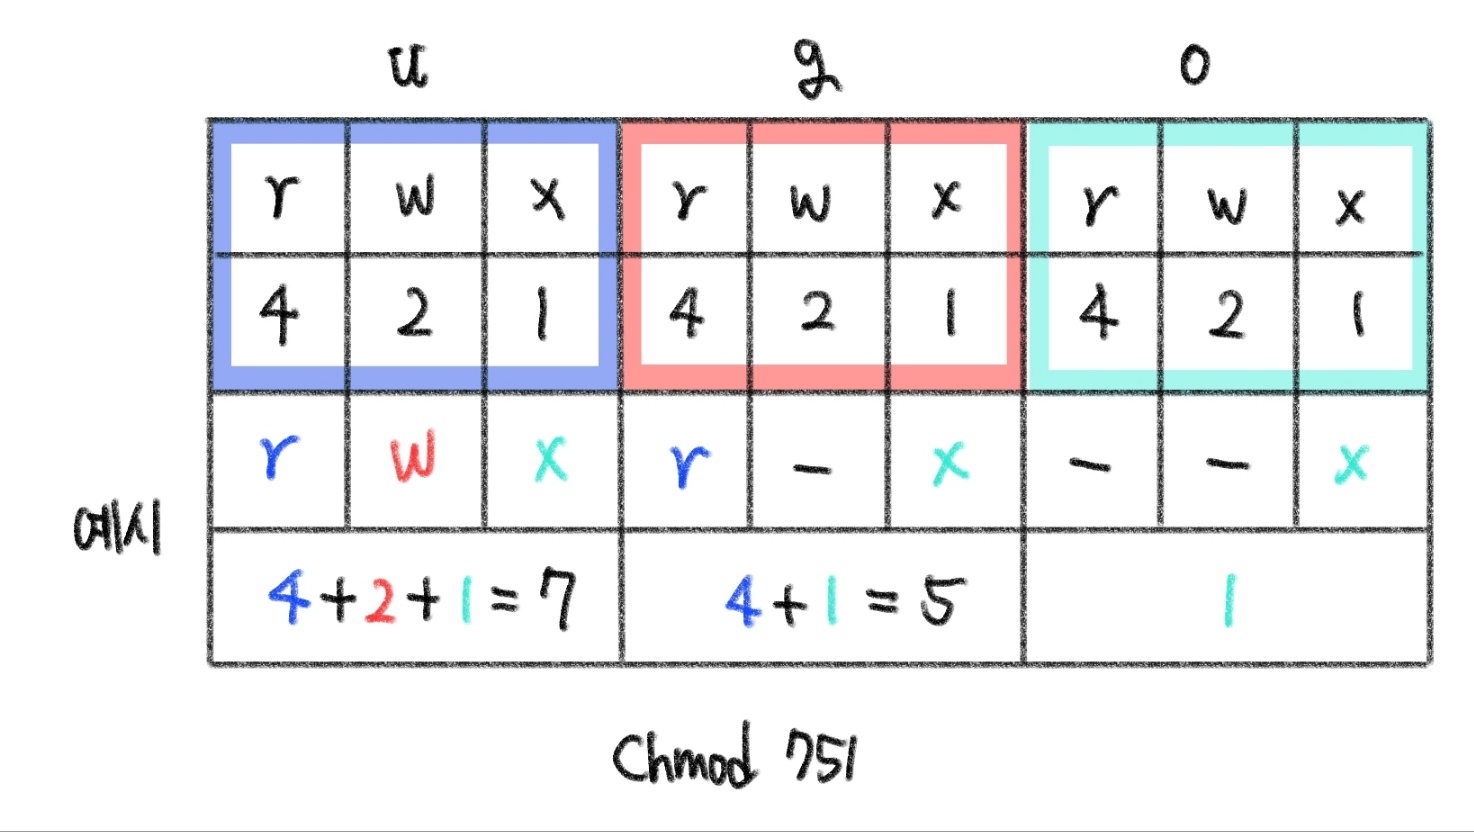 u g o
r w x r w x r w x
4 2 1 4 2 1 4 2 1
r w x r - x - - x
예시
4+2+1=7 4+1=5 1
Chmod 751